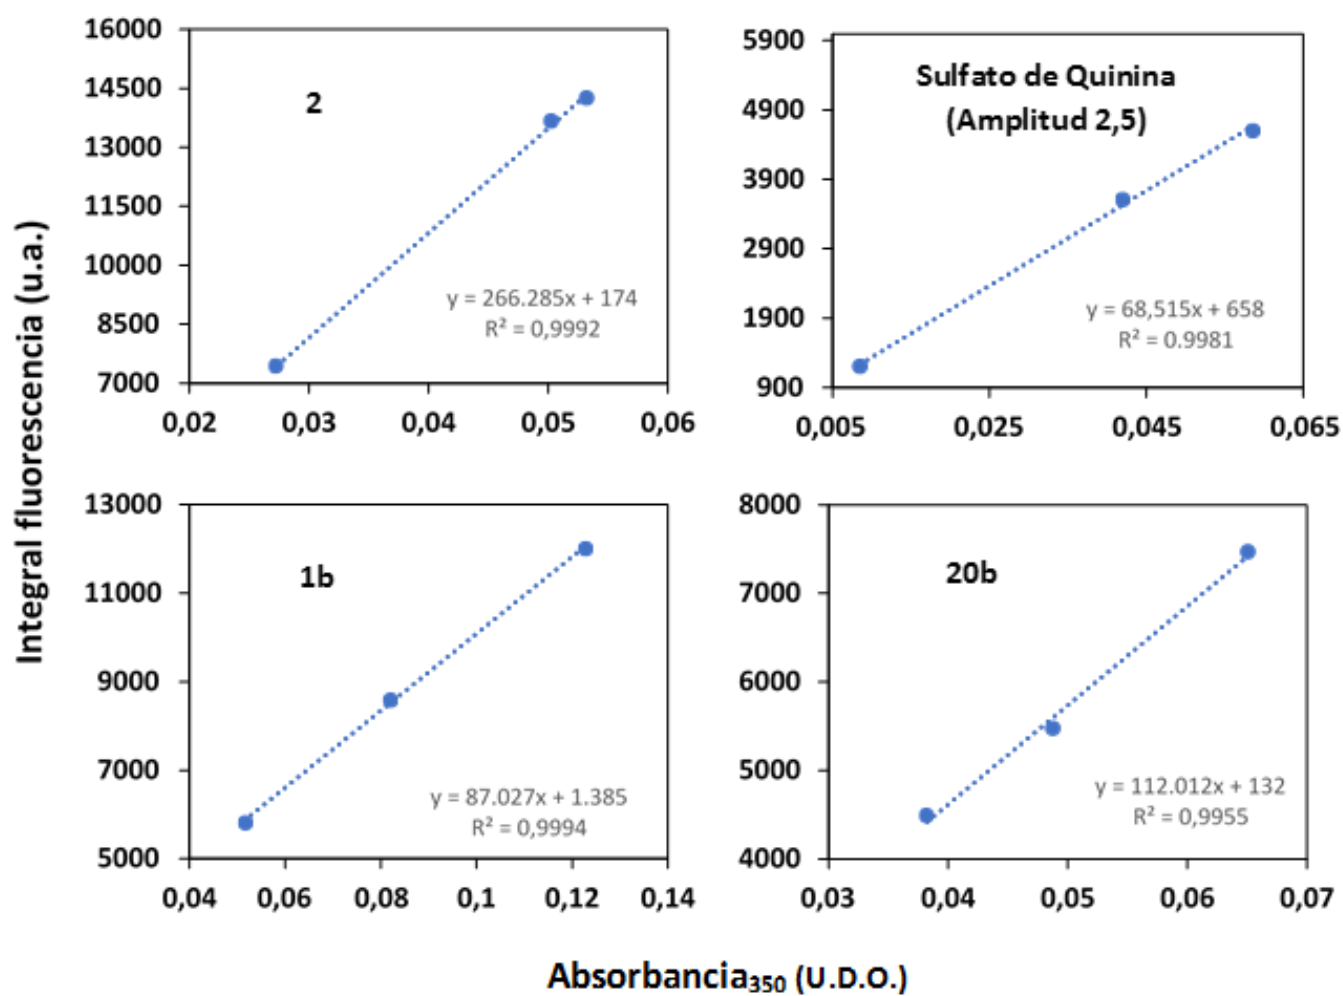 Integral fluorescencia (u.a.)
16000
14500
13000
11500
10000
8500
7000
2
y = 266.285x + 174
R² = 0,9992
0,02 0,03 0,04 0,05 0,06
5900
4900
3900
2900
1900
900
Sulfato de Quinina
(Amplitud 2,5)
y = 68,515x + 658
R² = 0.9981
0,005 0,025 0,045 0,065
13000
11000
9000
7000
5000
1b
y = 87.027x + 1.385
R² = 0,9994
0,04 0,06 0,08 0,1 0,12 0,14
8000
7000
6000
5000
4000
20b
y = 112.012x + 132
R² = 0,9955
0,03 0,04 0,05 0,06 0,07
Absorbancia₃₅₀ (U.D.O.)